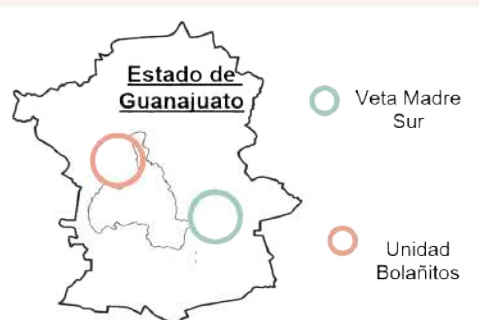 Estado de
Guanajuato
Veta Madre
Sur
Unidad
Bolañitos